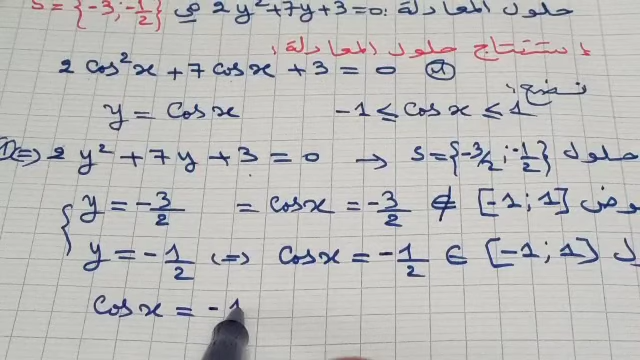 حلول المعادلة: 2y²+7y+3=0 هي S={-3;-1/2}
استنتاج حلول المعادلة:
2cos²x+7cosx+3=0
نضع: y=cosx -1≤cosx≤1
⇔ 2y²+7y+3=0 → S={-3/2;-1/2} حلول
y=-3/2 = cosx=-3/2 ∉ [-1;1]
y=-1/2 ⇔ cosx=-1/2 ∈ [-1;1]
cosx=-1